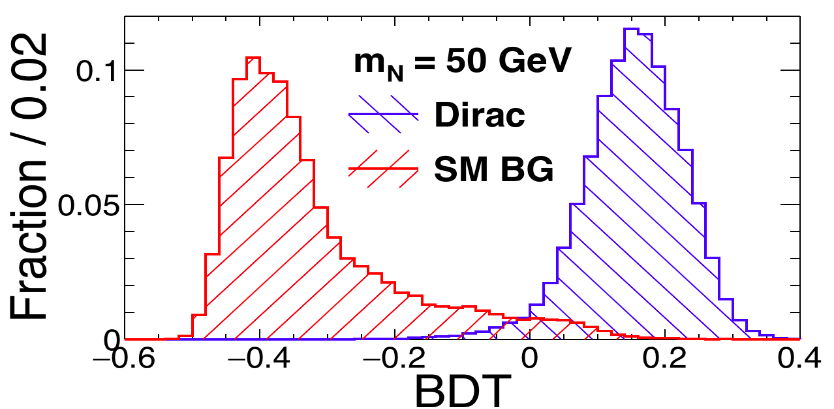 Fraction / 0.02
0.1
0.05
0
m_N = 50 GeV
Dirac
SM BG
−0.6 −0.4 −0.2 0 0.2 0.4
BDT